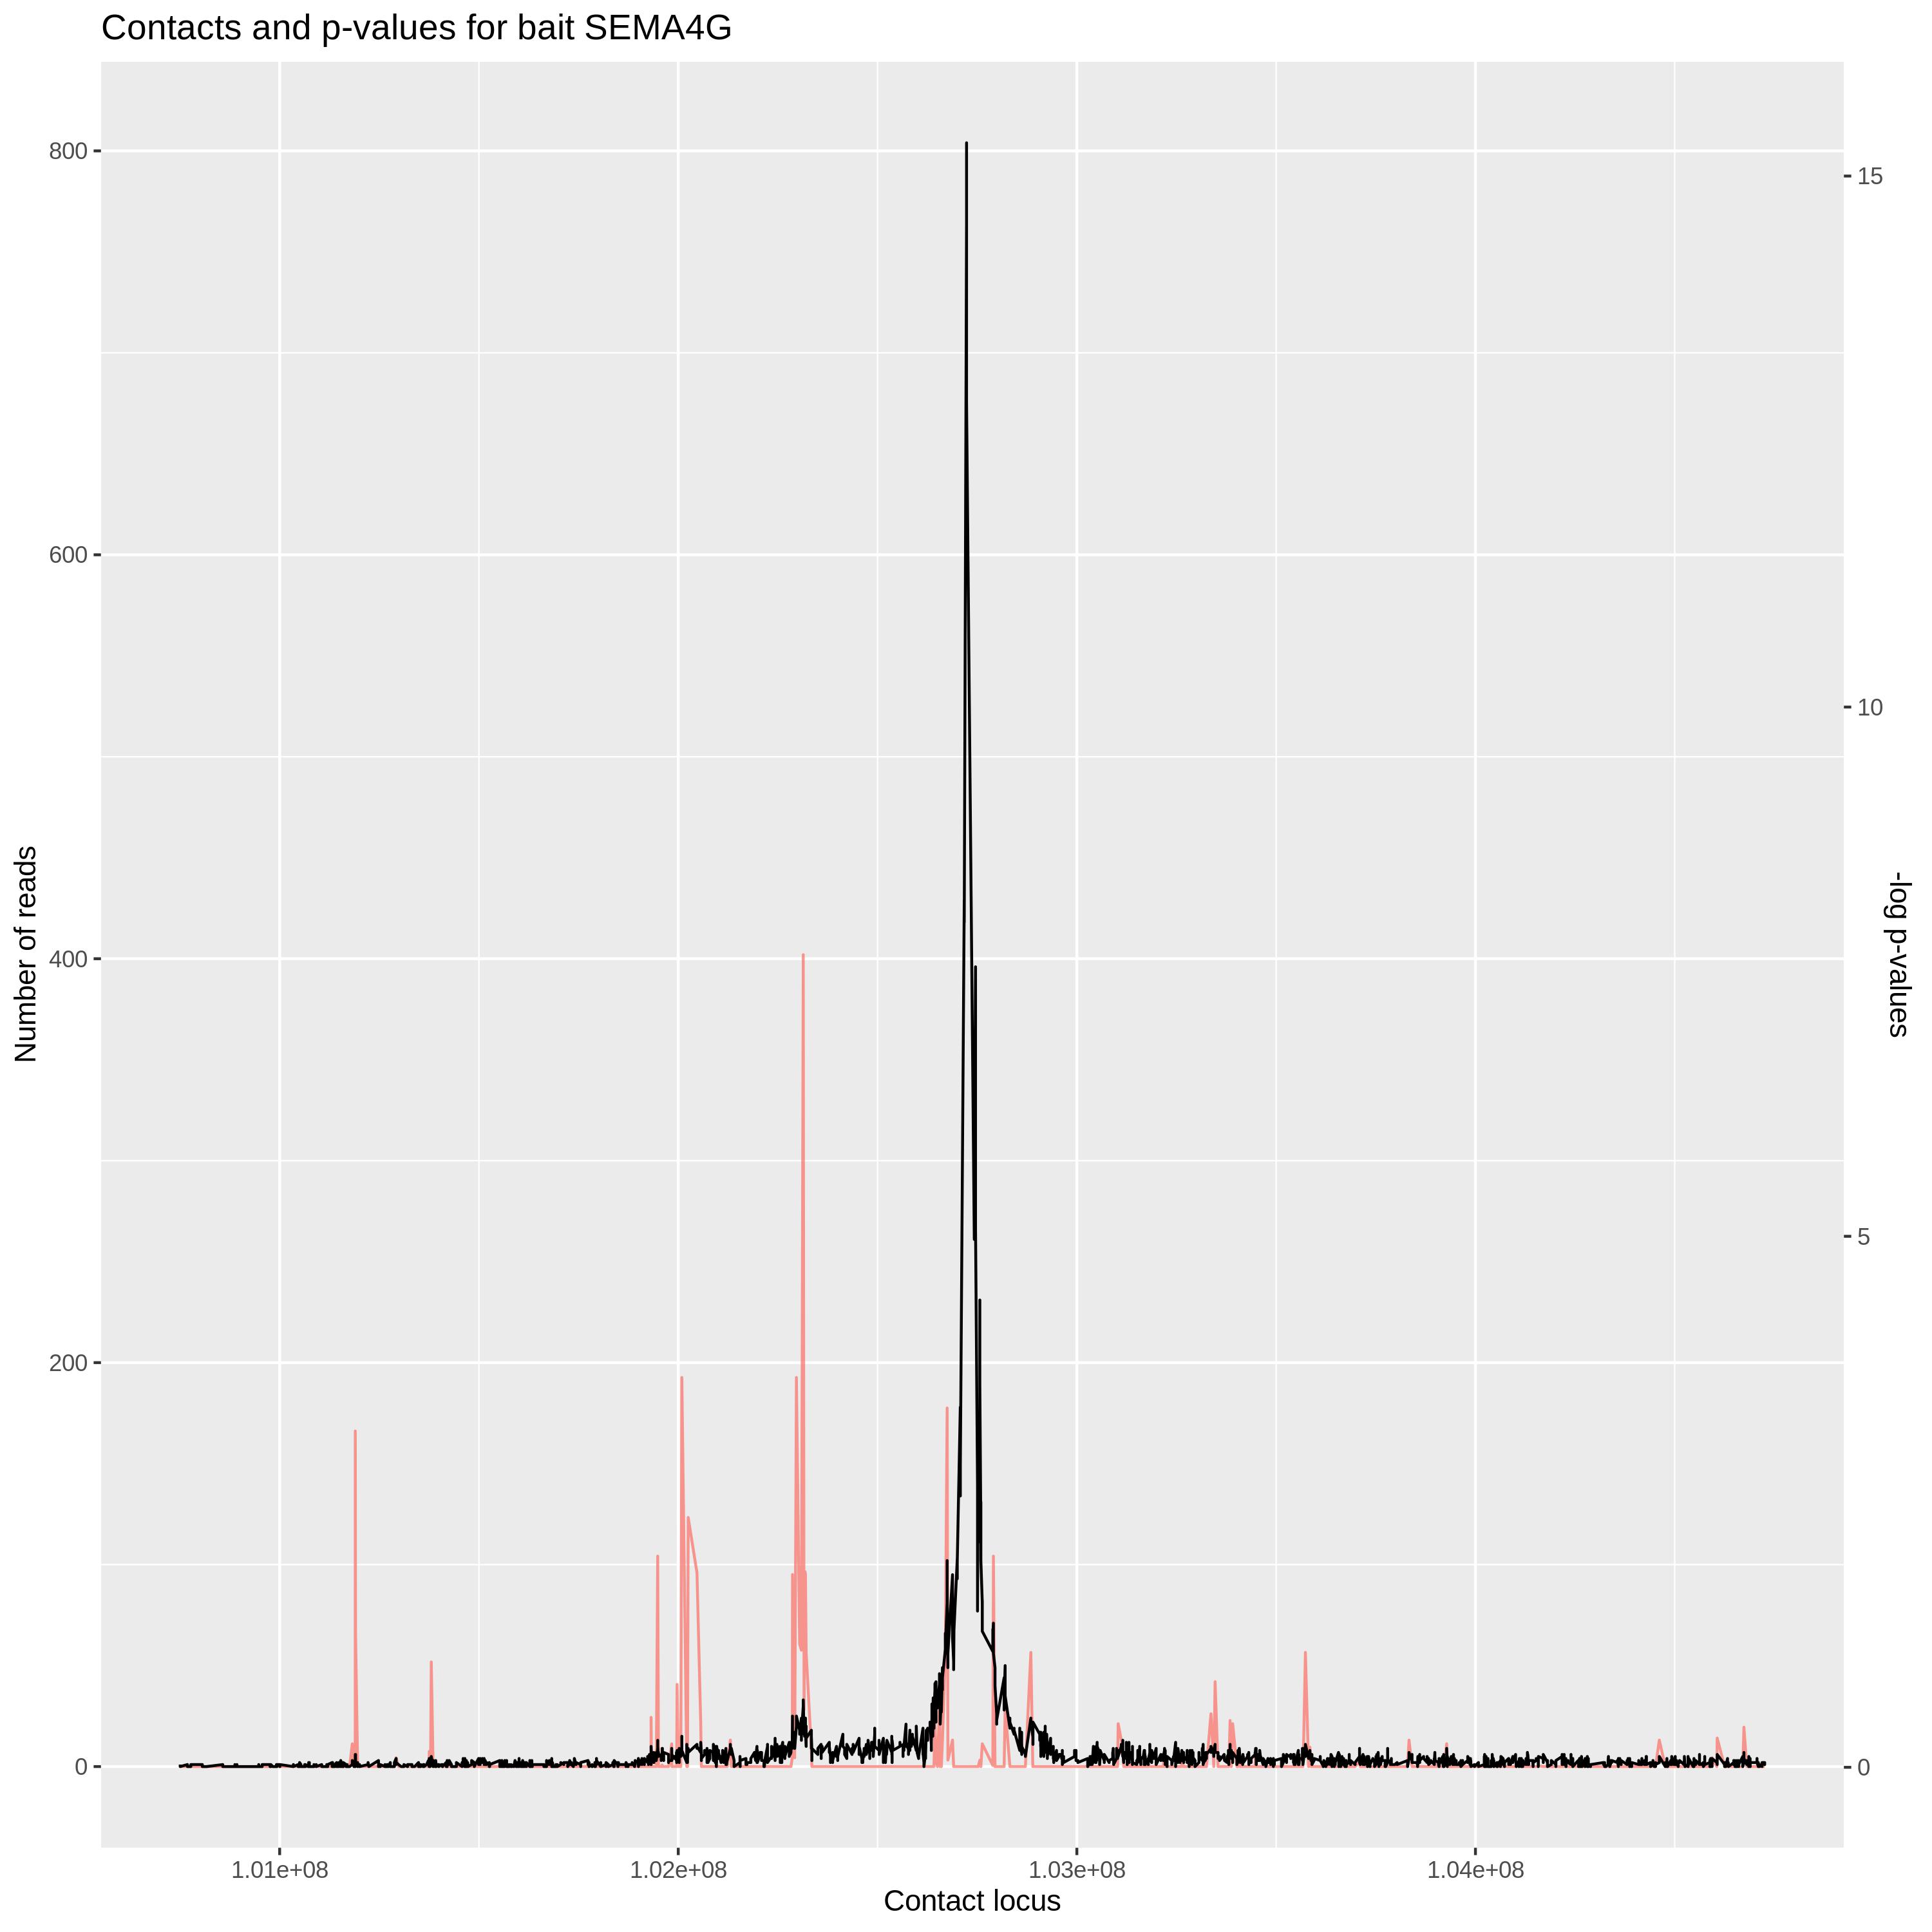 Contacts and p-values for bait SEMA4G
800
600
400
200
0
Number of reads
15
10
5
0
-log p-values
1.01e+08
1.02e+08
1.03e+08
1.04e+08
Contact locus